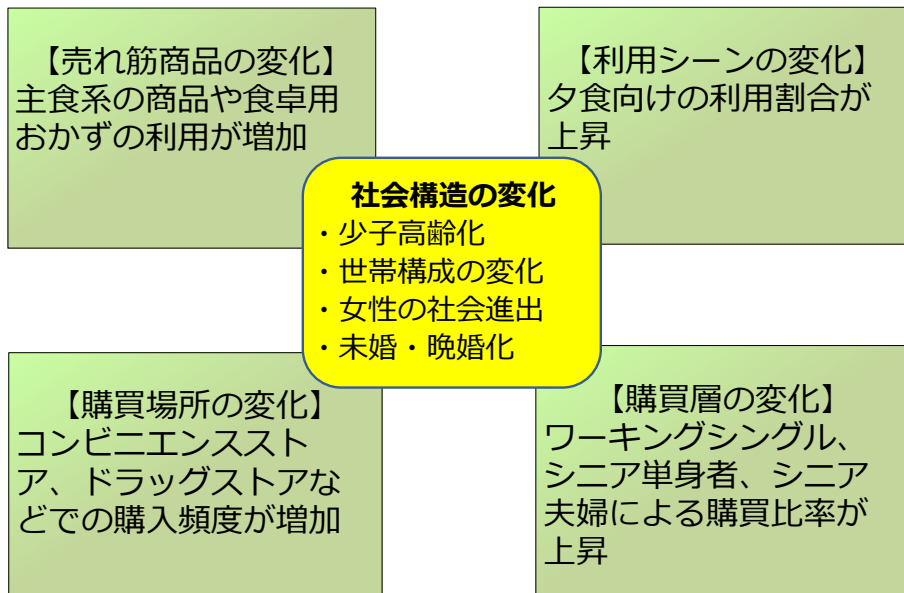 【売れ筋商品の変化】
主食系の商品や食卓用
おかずの利用が増加
【利用シーンの変化】
夕食向けの利用割合が
上昇
社会構造の変化
・少子高齢化
・世帯構成の変化
・女性の社会進出
・未婚・晩婚化
【購買場所の変化】
コンビニエンススト
ア、ドラッグストアな
どでの購入頻度が増加
【購買層の変化】
ワーキングシングル、
シニア単身者、シニア
夫婦による購買比率が
上昇